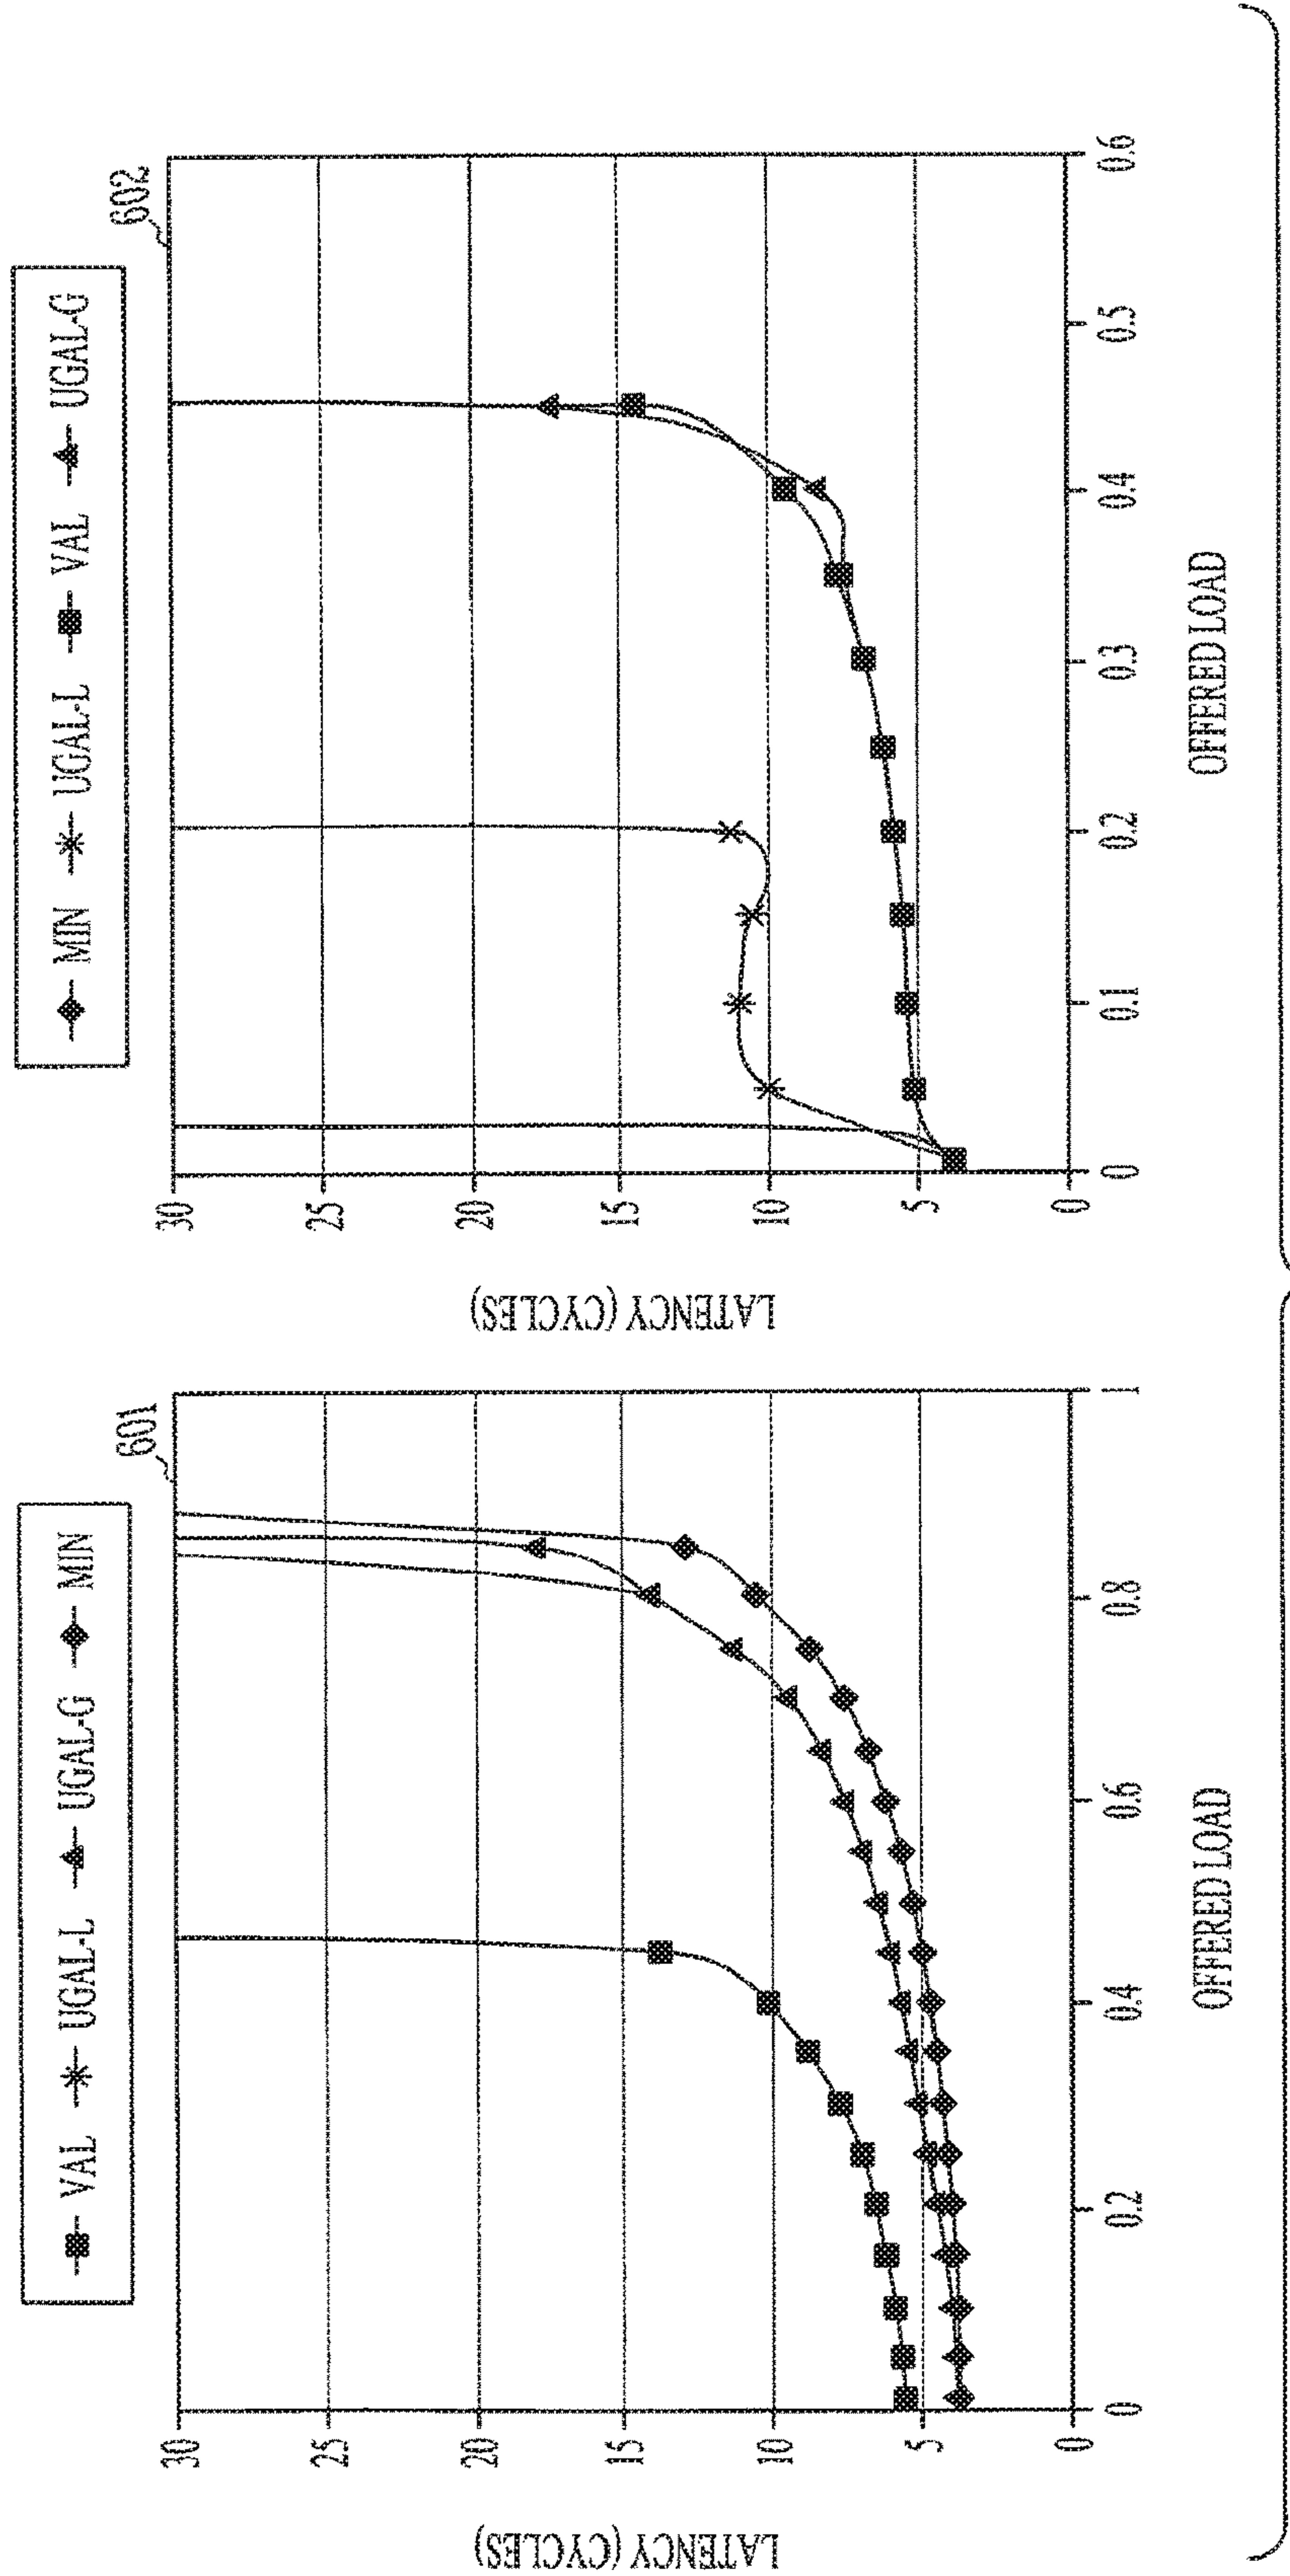 VAL UGAL-L UGAL-G MIN
601
LATENCY (CYCLES)
30
25
20
15
10
5
0
0 0.2 0.4 0.6 0.8 1
OFFERED LOAD
MIN UGAL-L VAL UGAL-G
602
LATENCY (CYCLES)
30
25
20
15
10
5
0
0 0.1 0.2 0.3 0.4 0.5 0.6
OFFERED LOAD